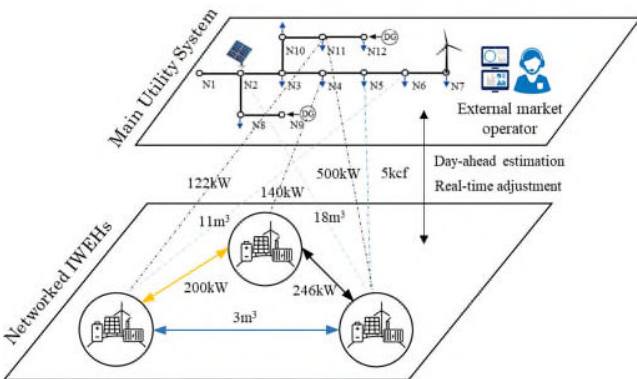 Main Utility System
DG
N10
N11
N12
N1
N2
N3
N4
N5
N6
N7
DG
N8
N9
External market
operator
Day-ahead estimation
Real-time adjustment
122kW
140kW
500kW
5kcf
11m³
18m³
Networked IWEHs
200kW
246kW
3m³